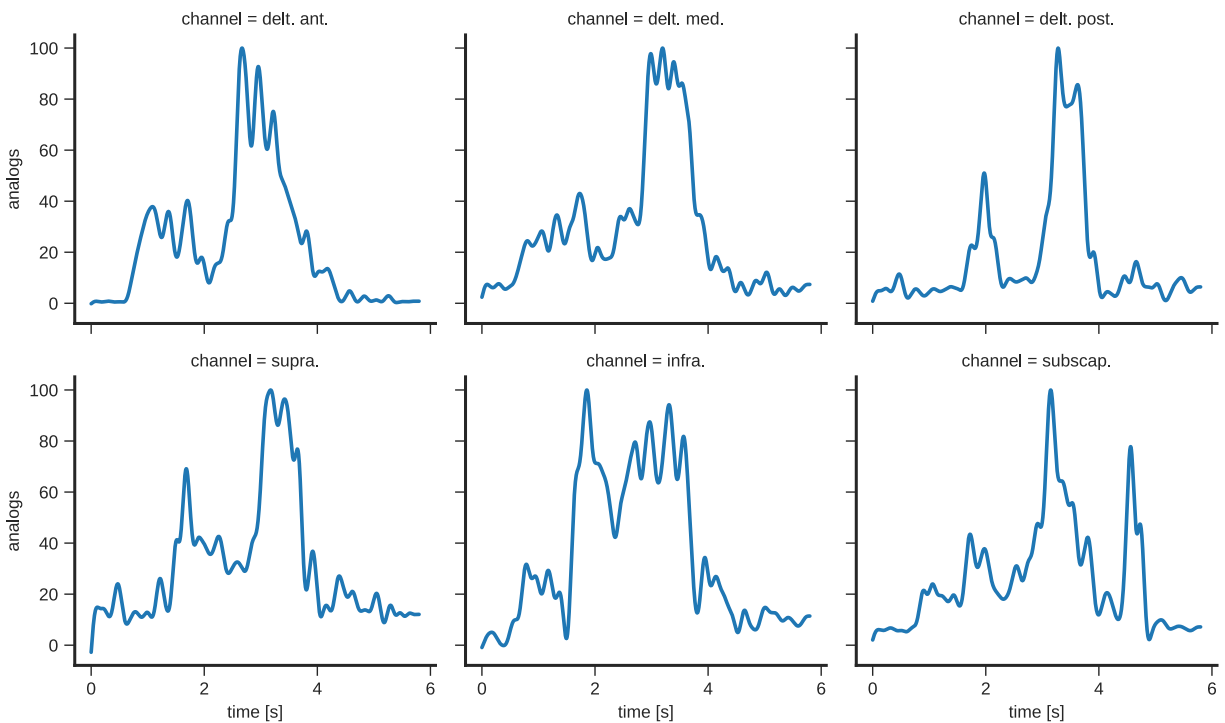 channel = delt. ant.
channel = delt. med.
channel = delt. post.
100
80
60
40
20
0
analogs
channel = supra.
channel = infra.
channel = subscap.
100
80
60
40
20
0
analogs
0 2 4 6
0 2 4 6
0 2 4 6
time [s]
time [s]
time [s]